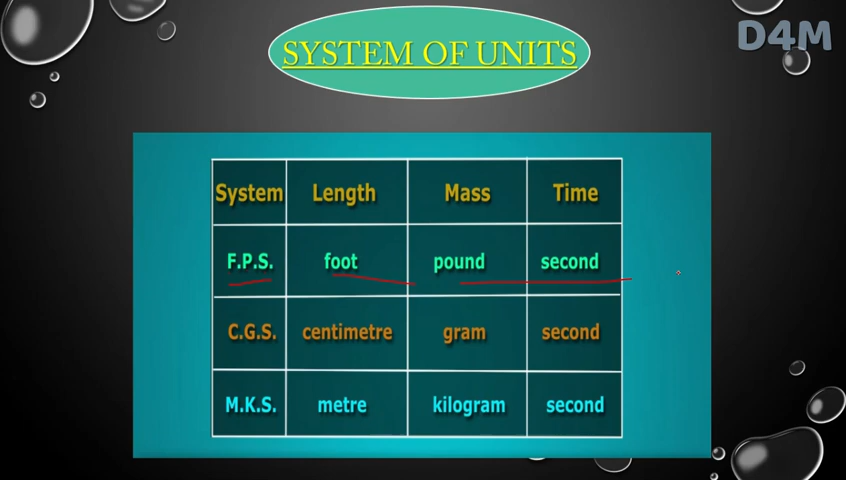 D4M
SYSTEM OF UNITS
System Length Mass Time
F.P.S. foot pound second
C.G.S. centimetre gram second
M.K.S. metre kilogram second